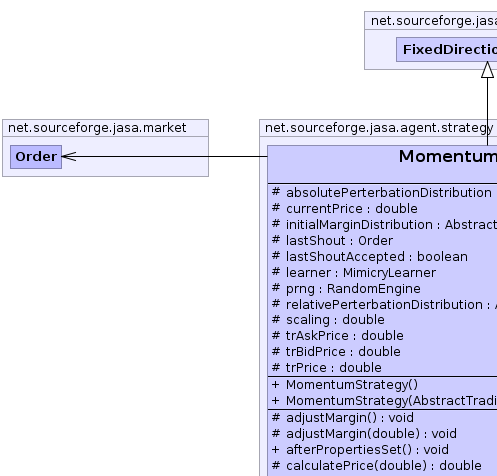 net.sourceforge.jasa
FixedDirectio
net.sourceforge.jasa.market
Order
net.sourceforge.jasa.agent.strategy
Momentum
# absolutePerterbationDistribution
# currentPrice : double
# initialMarginDistribution : Abstract
# lastShout : Order
# lastShoutAccepted : boolean
# learner : MimicryLearner
# prng : RandomEngine
# relativePerterbationDistribution : A
# scaling : double
# trAskPrice : double
# trBidPrice : double
# trPrice : double
+ MomentumStrategy()
+ MomentumStrategy(AbstractTradi
# adjustMargin() : void
# adjustMargin(double) : void
+ afterPropertiesSet() : void
# calculatePrice(double) : double